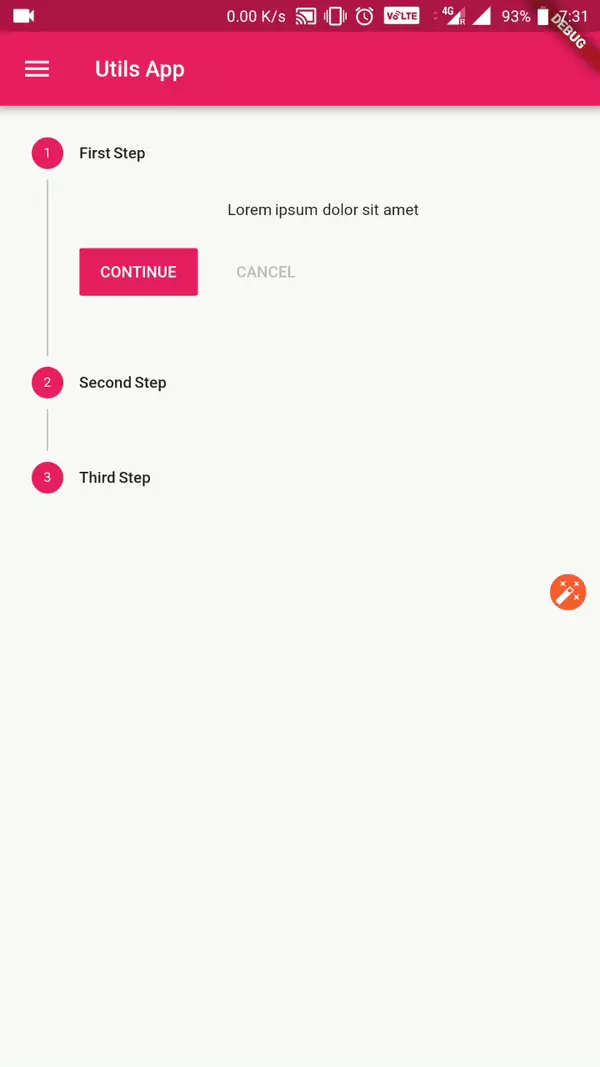 0.00 K/s VoLTE 4G R 93% 7:31
DEBUG
Utils App
1 First Step
Lorem ipsum dolor sit amet
CONTINUE CANCEL
2 Second Step
3 Third Step